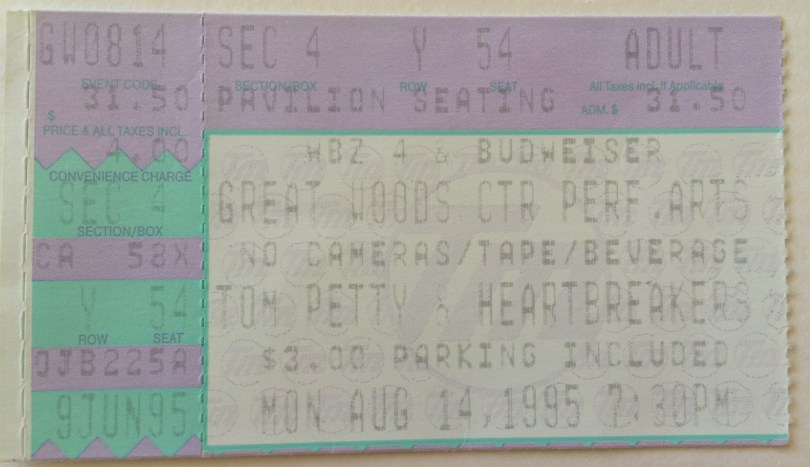 GW0814 SEC 4 Y 54 ADULT
EVENT CODE SECTION/BOX ROW SEAT All Taxes incl. If Applicable
31.50 PAVILION SEATING ADM. $ 31.50
$
PRICE & ALL TAXES INCL.
4.00 WBZ 4 & BUDWEISER
CONVENIENCE CHARGE
SEC 4 GREAT WOODS CTR PERF.ARTS
SECTION/BOX
CA 58X NO CAMERAS/TAPE/BEVERAGE
Y 54 TOM PETTY & HEARTBREAKERS
ROW SEAT
OJB225A $3.00 PARKING INCLUDED
9JUN95 MON AUG 14,1995 7:30PM